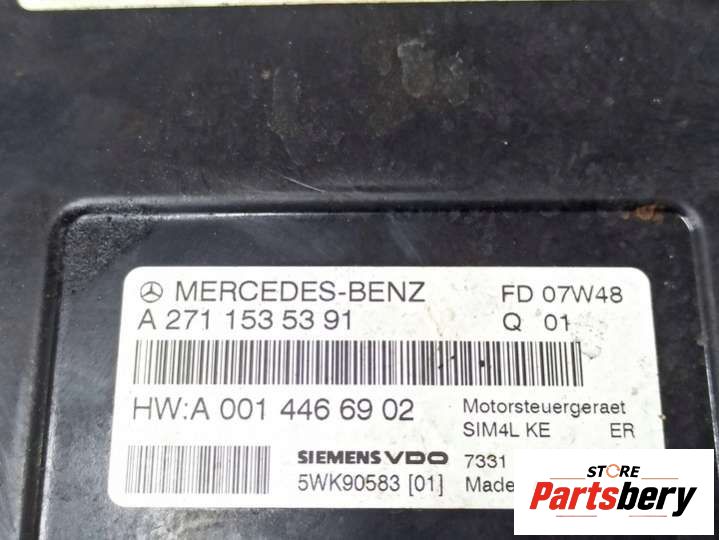 MERCEDES-BENZ FD 07W48
A 271 153 53 91 Q 01
HW:A 001 446 69 02 Motorsteuergeraet
SIM4L KE ER
SIEMENS VDO 7331
5WK90583 [01] Made
STORE
Partsbery